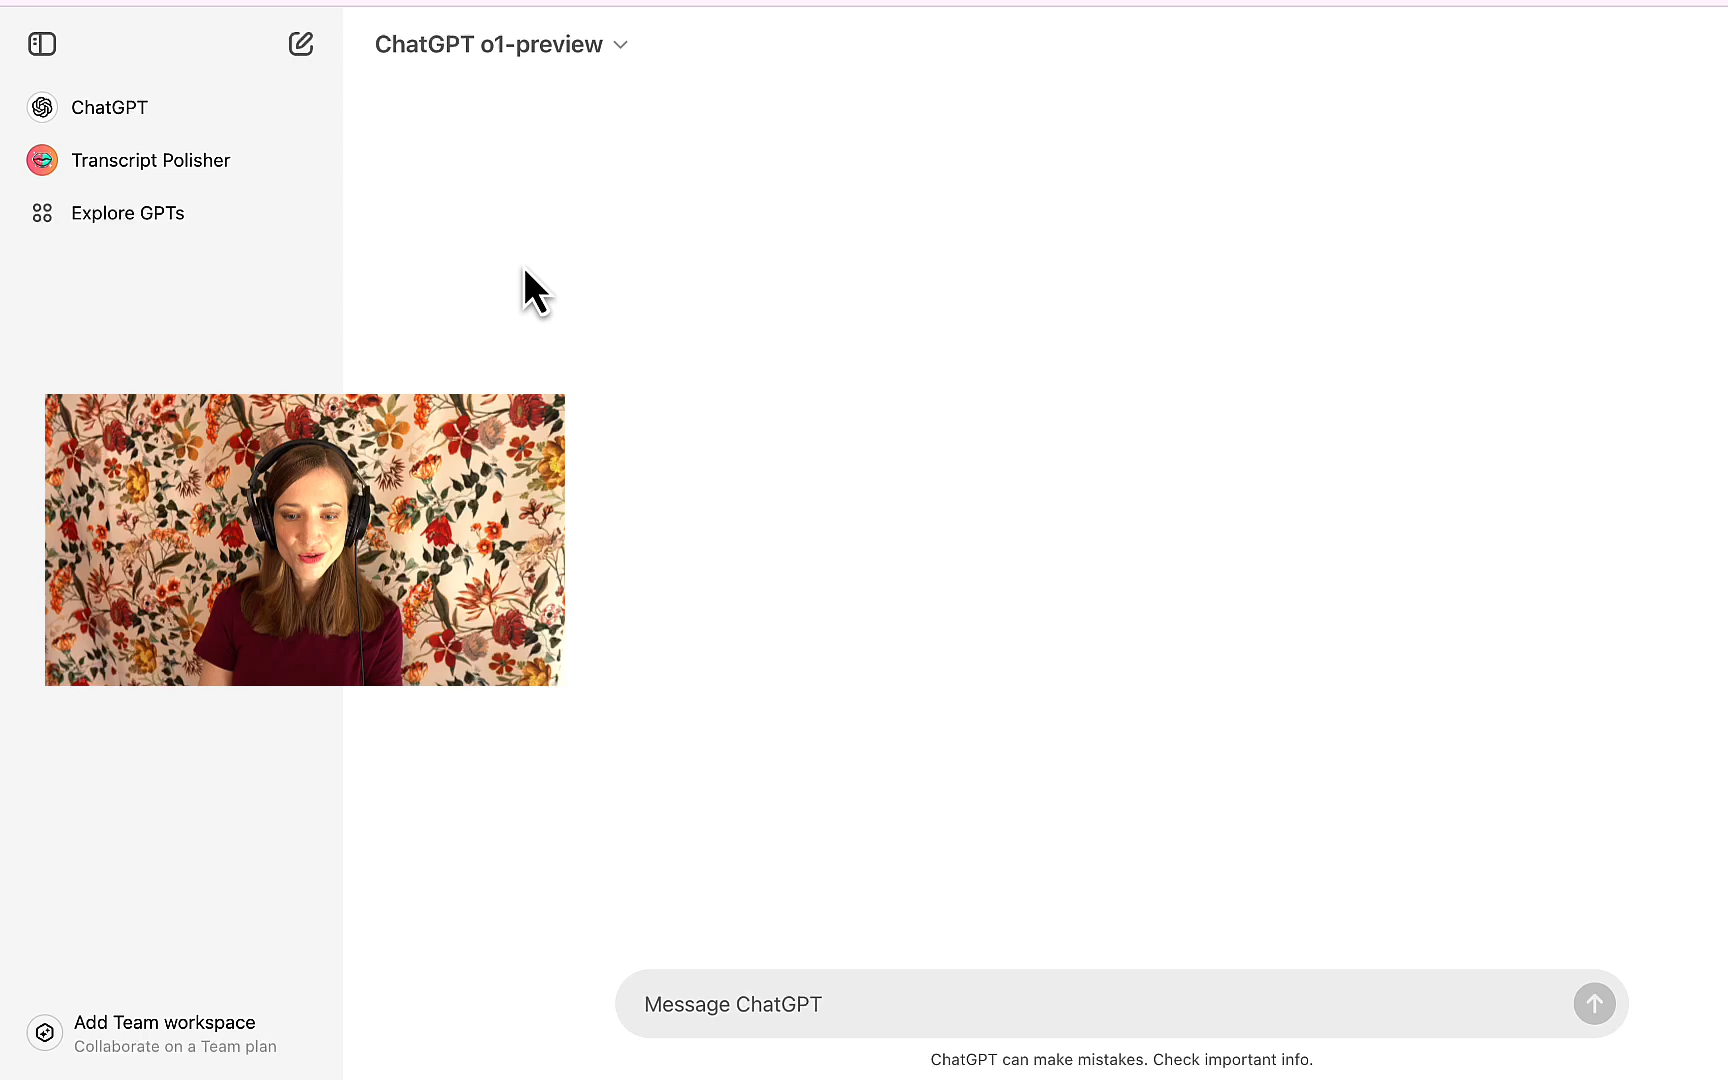 ChatGPT o1-preview
ChatGPT
Transcript Polisher
Explore GPTs
Add Team workspace
Collaborate on a Team plan
Message ChatGPT
ChatGPT can make mistakes. Check important info.